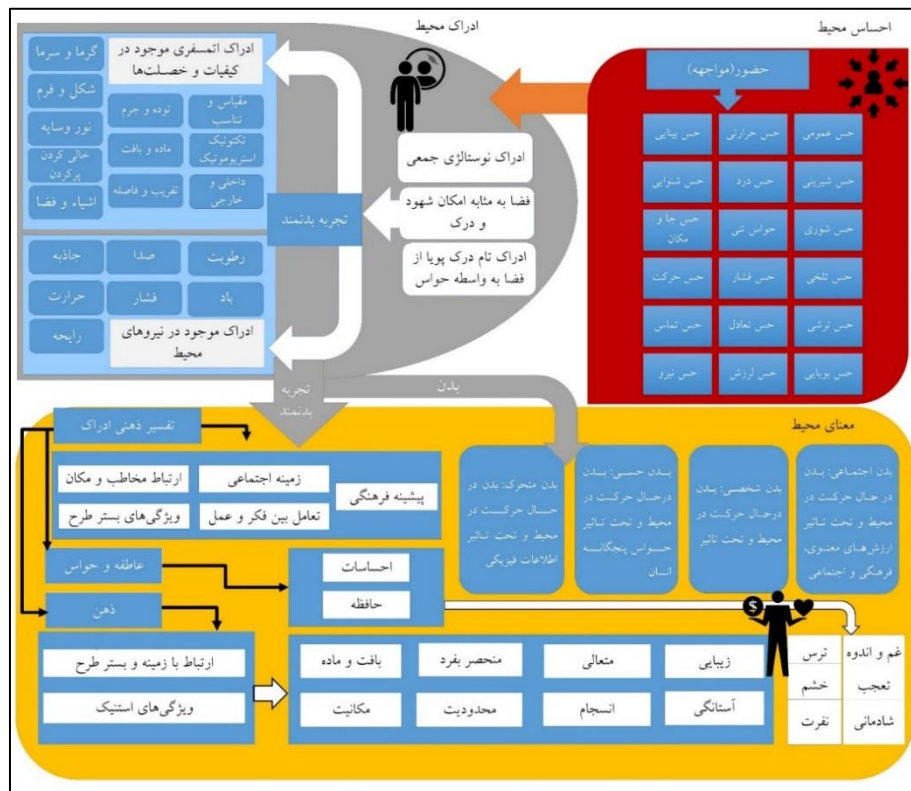 احساس محیط
حضور(مواجهه)
حس عمومی
حس حرارتی
حس بینایی
حس شیرینی
حس درد
حس شنوایی
حس شوری
حواس تنی
حس جا و
مکان
حس تلخی
حس فشار
حس حرکت
حس ترشی
حس تعادل
حس تماس
حس بویایی
حس لرزش
حس نیرو
ادراک محیط
ادراک نوستالژی جمعی
فضا به مثابه امکان شهود
و درک
ادراک تام درک پویا از
فضا به واسطه حواس
تجربه بدنمند
ادراک اتمسفری موجود در
کیفیات و خصلت‌ها
گرما و سرما
شکل و فرم
نور وسایه
خالی کردن
پرکردن
اشیاء و فضا
مقیاس و
تناسب
توده و جرم
تکتونیک
استریوموتیک
ماده و بافت
داخلی و
خارجی
تقریب و فاصله
رطوبت
صدا
جاذبه
باد
فشار
حرارت
رایحه
ادراک موجود در نیروهای
محیط
تجربه
بدنمند
بدن
معنای محیط
بدن اجتماعی: بدن
در حال حرکت در
محیط و تحت تاثیر
ارزش‌های معنوی،
فرهنگی و اجتماعی
بدن شخصی: بدن
درحال حرکت در
محیط و تحت تاثیر
بدن حسی: بدن
درحال حرکت در
محیط و تحت تاثیر
حواس پنجگانه
انسان
بدن متحرک: بدن در
حال حرکت در
محیط و تحت تاثیر
اطلاعات فیزیکی
تفسیر ذهنی ادراک
پیشینه فرهنگی
زمینه اجتماعی
ارتباط مخاطب و مکان
تعامل بین فکر و عمل
ویژگی‌های بستر طرح
عاطفه و حواس
احساسات
حافظه
ذهن
ارتباط با زمینه و بستر طرح
ویژگی‌های استنیک
زیبایی
متعالی
منحصر بفرد
بافت و ماده
آستانگی
انسجام
محدودیت
مکانیت
$
غم و اندوه
ترس
تعجب
خشم
شادمانی
نفرت